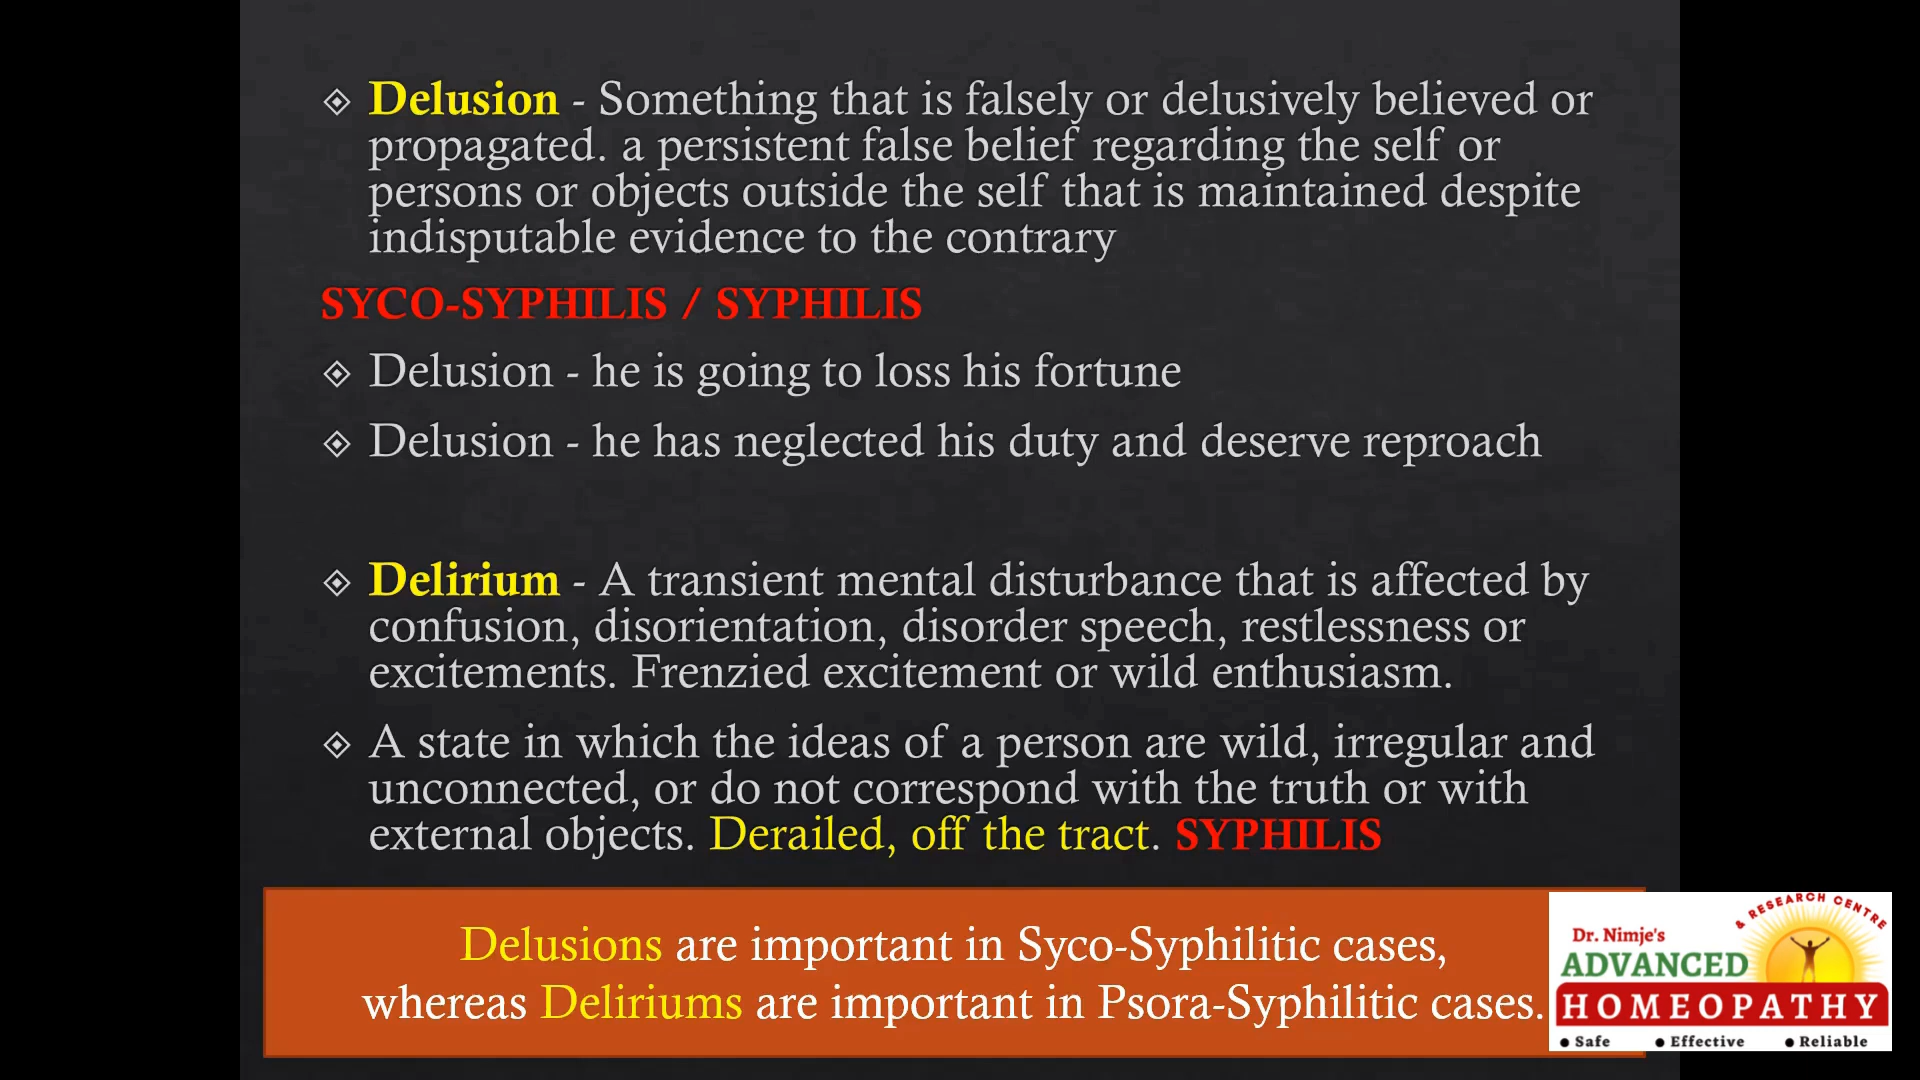 Delusion - Something that is falsely or delusively believed or
propagated. a persistent false belief regarding the self or
persons or objects outside the self that is maintained despite
indisputable evidence to the contrary
SYCO-SYPHILIS / SYPHILIS
Delusion - he is going to loss his fortune
Delusion - he has neglected his duty and deserve reproach
Delirium - A transient mental disturbance that is affected by
confusion, disorientation, disorder speech, restlessness or
excitements. Frenzied excitement or wild enthusiasm.
A state in which the ideas of a person are wild, irregular and
unconnected, or do not correspond with the truth or with
external objects. Derailed, off the tract. SYPHILIS
Delusions are important in Syco-Syphilitic cases,
whereas Deliriums are important in Psora-Syphilitic cases.
& RESEARCH CENTRE
Dr. Nimje's
ADVANCED
HOMEOPATHY
• Safe • Effective • Reliable